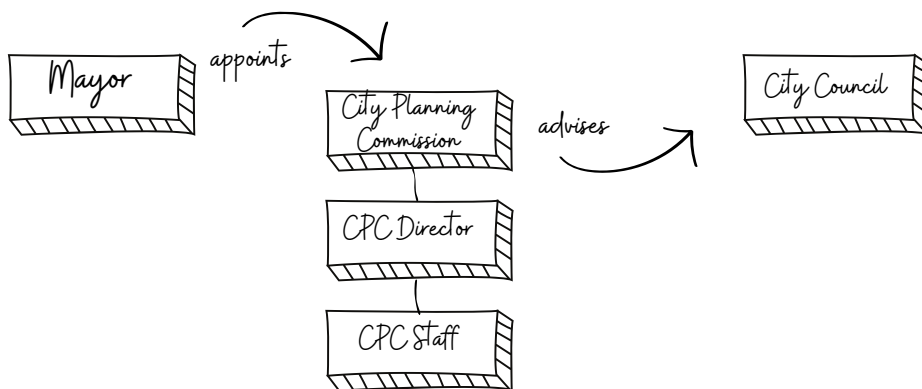 Mayor
appoints
City Planning
Commission
advises
City Council
CPC Director
CPC Staff